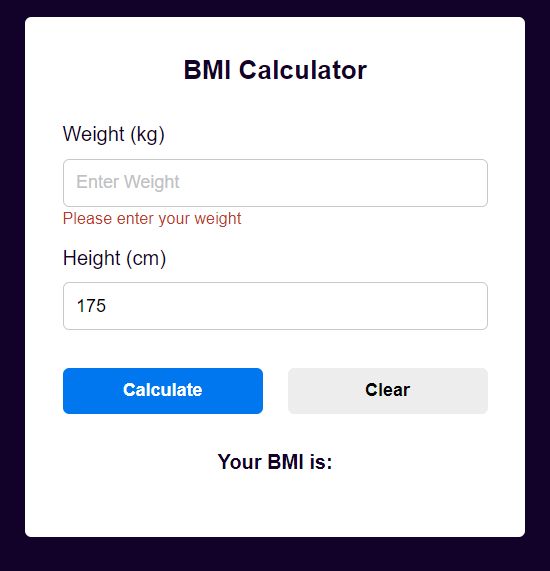 BMI Calculator
Weight (kg)
Enter Weight
Please enter your weight
Height (cm)
175
Calculate Clear
Your BMI is: